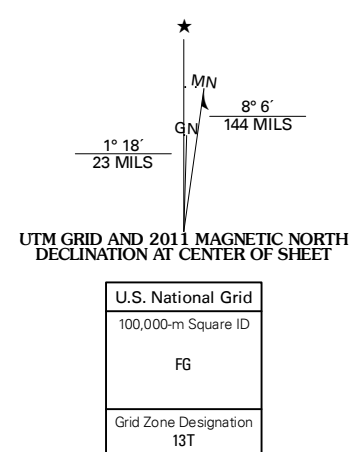 MN
8° 6´
144 MILS
GN
1° 18´
23 MILS
UTM GRID AND 2011 MAGNETIC NORTH
DECLINATION AT CENTER OF SHEET
U.S. National Grid
100,000-m Square ID
FG
Grid Zone Designation
13T